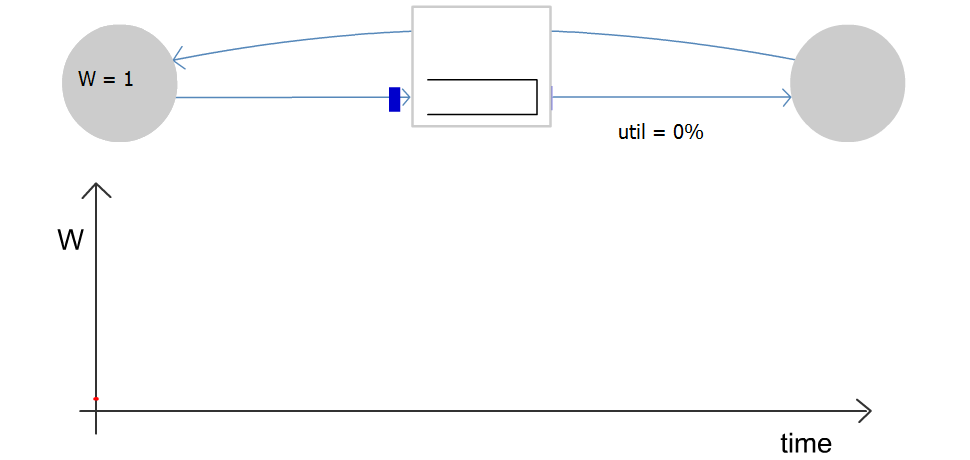 W = 1
util = 0%
W
time